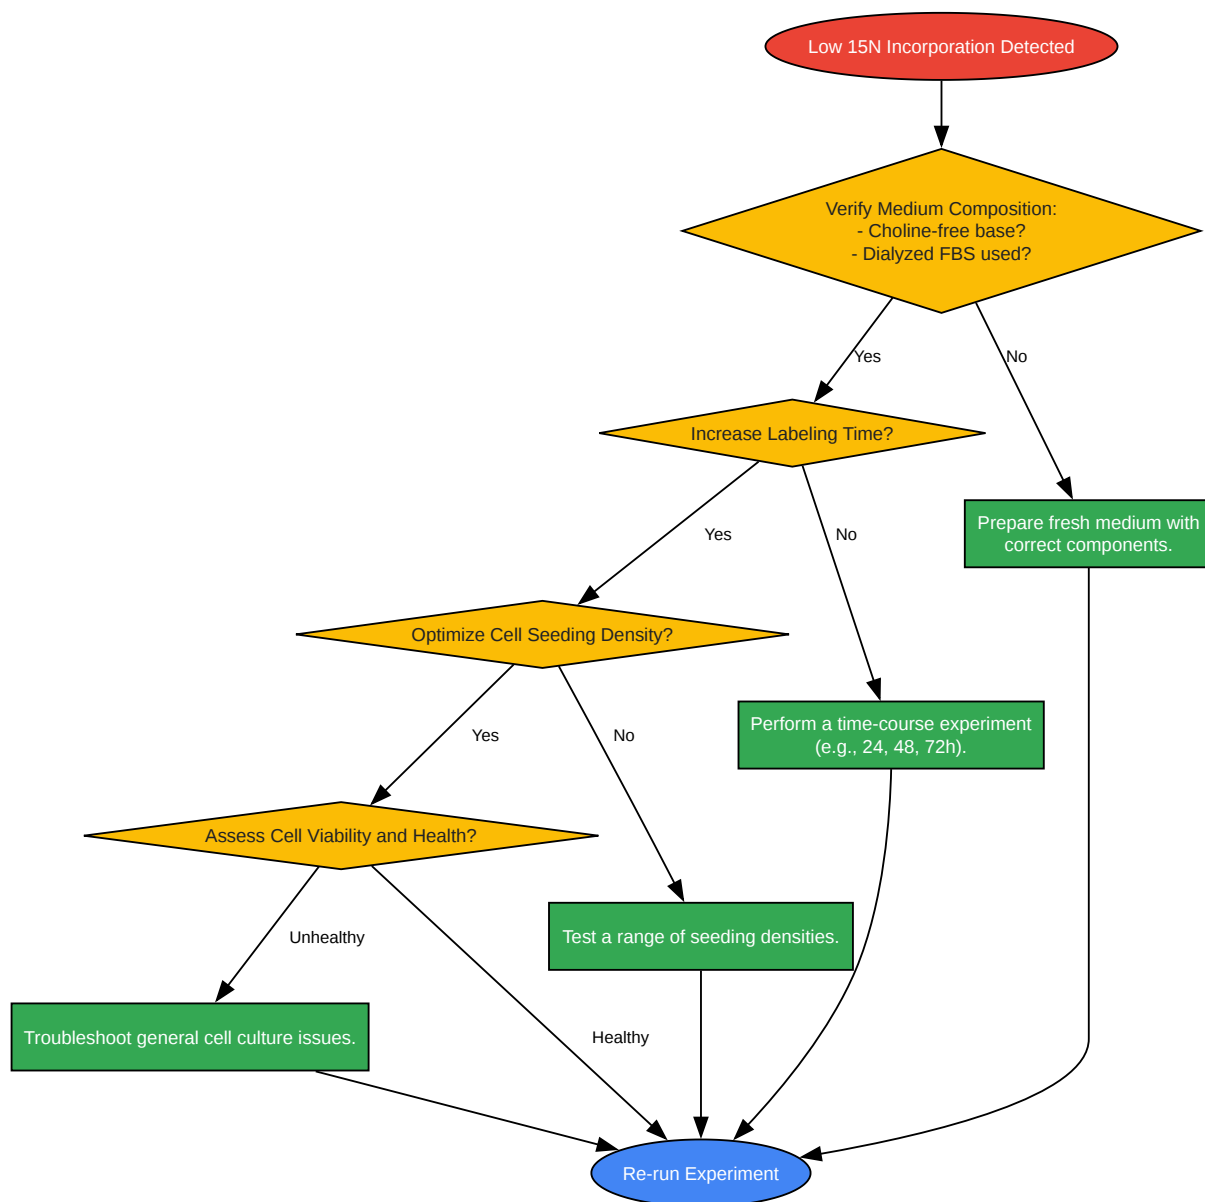 Low 15N Incorporation Detected
Verify Medium Composition:
- Choline-free base?
- Dialyzed FBS used?
Yes
No
Increase Labeling Time?
Prepare fresh medium with
correct components.
Yes
No
Optimize Cell Seeding Density?
Perform a time-course experiment
(e.g., 24, 48, 72h).
Yes
No
Assess Cell Viability and Health?
Test a range of seeding densities.
Unhealthy
Healthy
Troubleshoot general cell culture issues.
Re-run Experiment